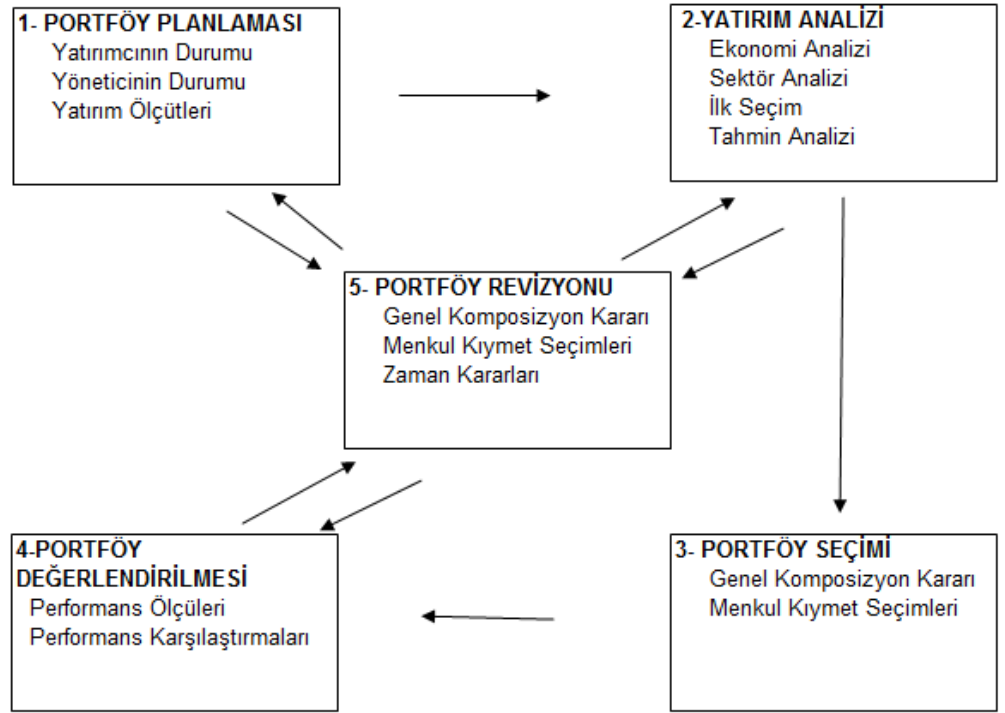 1- PORTFÖY PLANLAMASI
Yatırımcının Durumu
Yöneticinin Durumu
Yatırım Ölçütleri
2-YATIRIM ANALİZİ
Ekonomi Analizi
Sektör Analizi
İlk Seçim
Tahmin Analizi
5- PORTFÖY REVİZYONU
Genel Komposizyon Kararı
Menkul Kıymet Seçimleri
Zaman Kararları
4-PORTFÖY
DEĞERLENDİRİLMESİ
Performans Ölçüleri
Performans Karşılaştırmaları
3- PORTFÖY SEÇİMİ
Genel Komposizyon Kararı
Menkul Kıymet Seçimleri